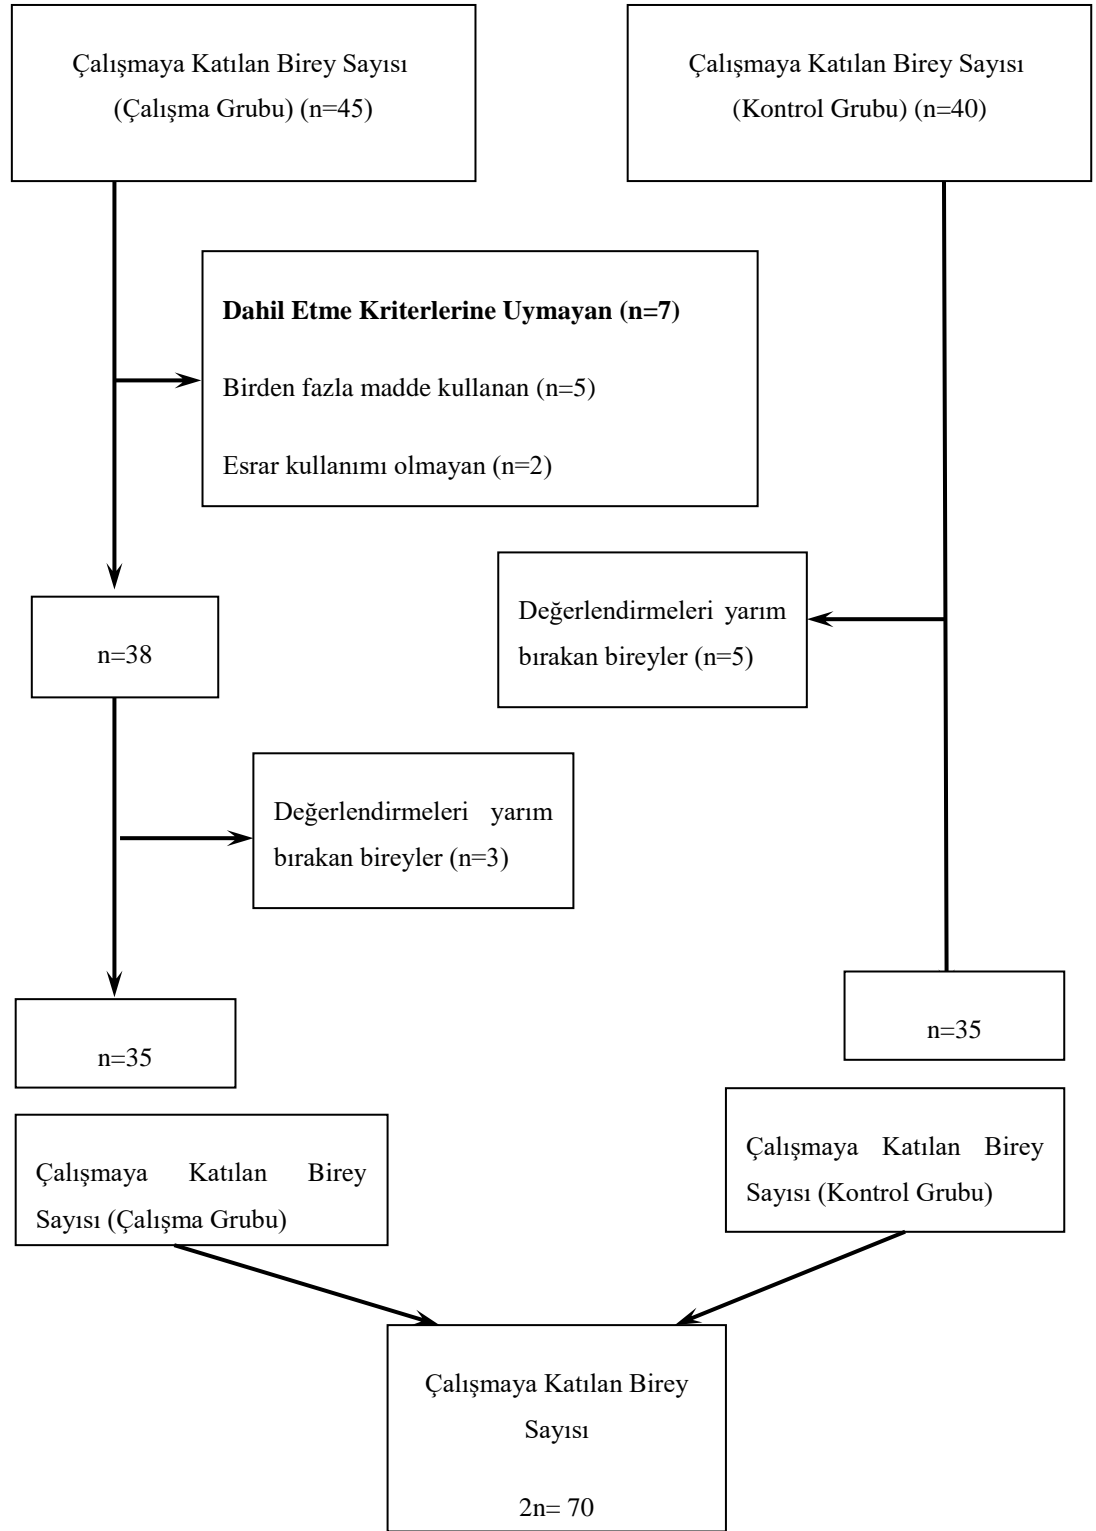 Çalışmaya Katılan Birey Sayısı
(Çalışma Grubu) (n=45)
Çalışmaya Katılan Birey Sayısı
(Kontrol Grubu) (n=40)
Dahil Etme Kriterlerine Uymayan (n=7)
Birden fazla madde kullanan (n=5)
Esrar kullanımı olmayan (n=2)
Değerlendirmeleri yarım
bırakan bireyler (n=5)
n=38
Değerlendirmeleri yarım
bırakan bireyler (n=3)
n=35
n=35
Çalışmaya Katılan Birey
Sayısı (Çalışma Grubu)
Çalışmaya Katılan Birey
Sayısı (Kontrol Grubu)
Çalışmaya Katılan Birey
Sayısı
2n= 70